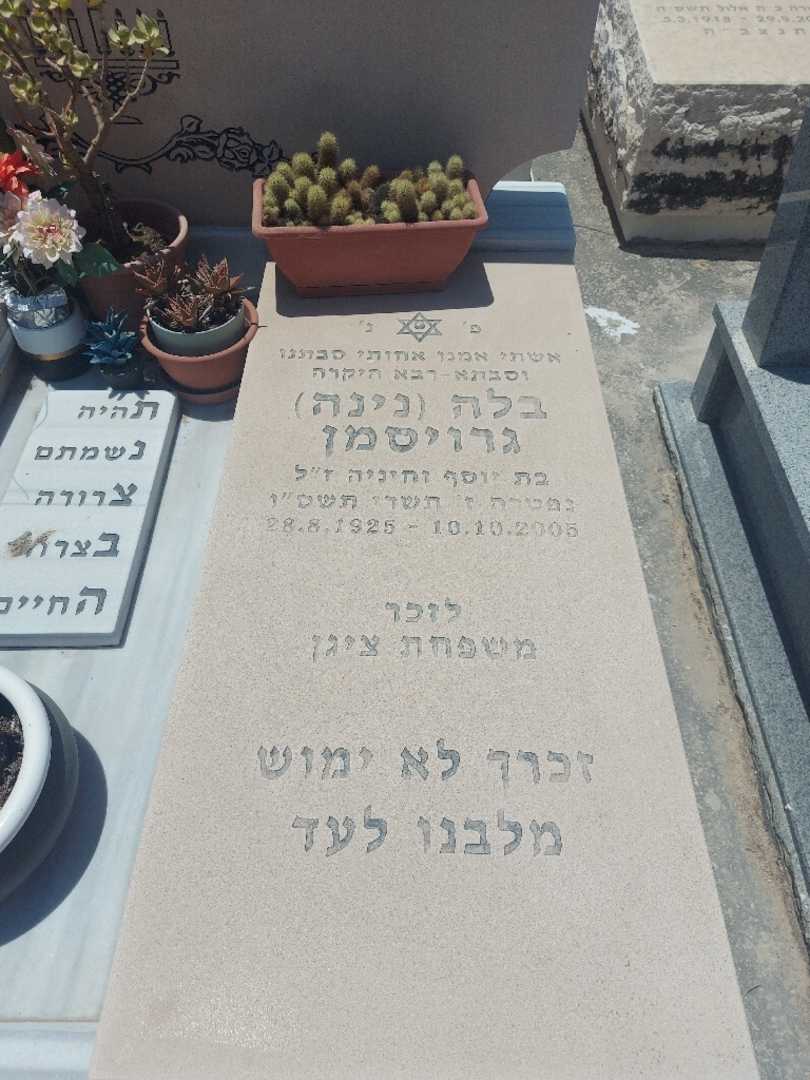 פ' נ'
אשתי אמנו אחותי סבתנו
וסבתא-רבא היקרה
בלה (נינה)
גרויסמן
בת יוסף וחיניה ז"ל
נפטרה ז' תשרי תשס"ו
28.8.1925 - 10.10.2005
לזכר
משפחת ציגן
זכרך לא ימוש
מלבנו לעד
תהיה
נשמתם
צרורה
בצרור
החיים